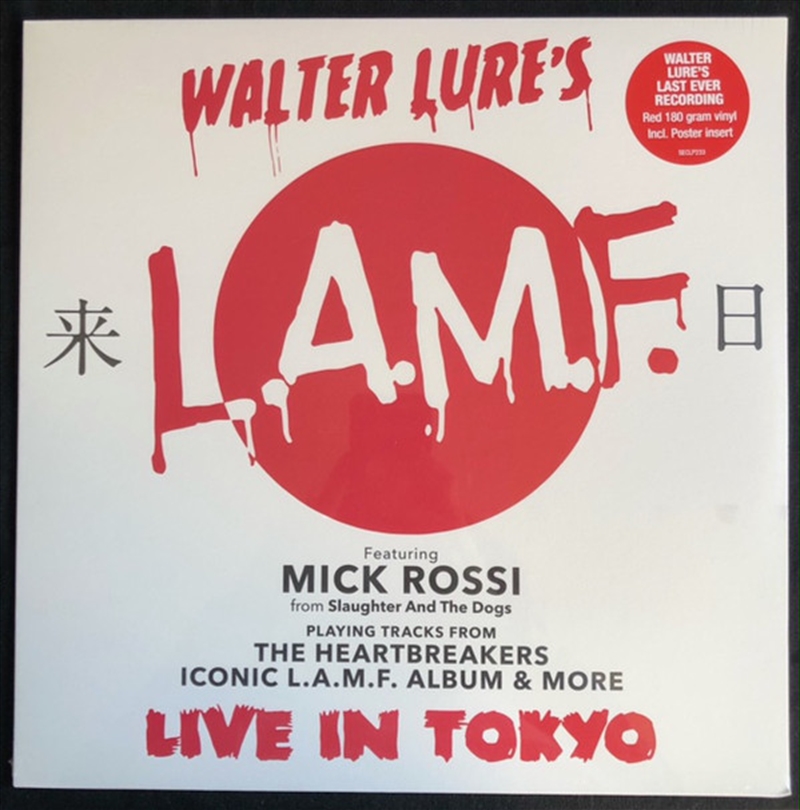 WALTER LURE'S
WALTER
LURE'S
LAST EVER
RECORDING
Red 180 gram vinyl
Incl. Poster insert
L.A.M.F.
来
日
Featuring
MICK ROSSI
from Slaughter And The Dogs
PLAYING TRACKS FROM
THE HEARTBREAKERS
ICONIC L.A.M.F. ALBUM & MORE
LIVE IN TOKYO